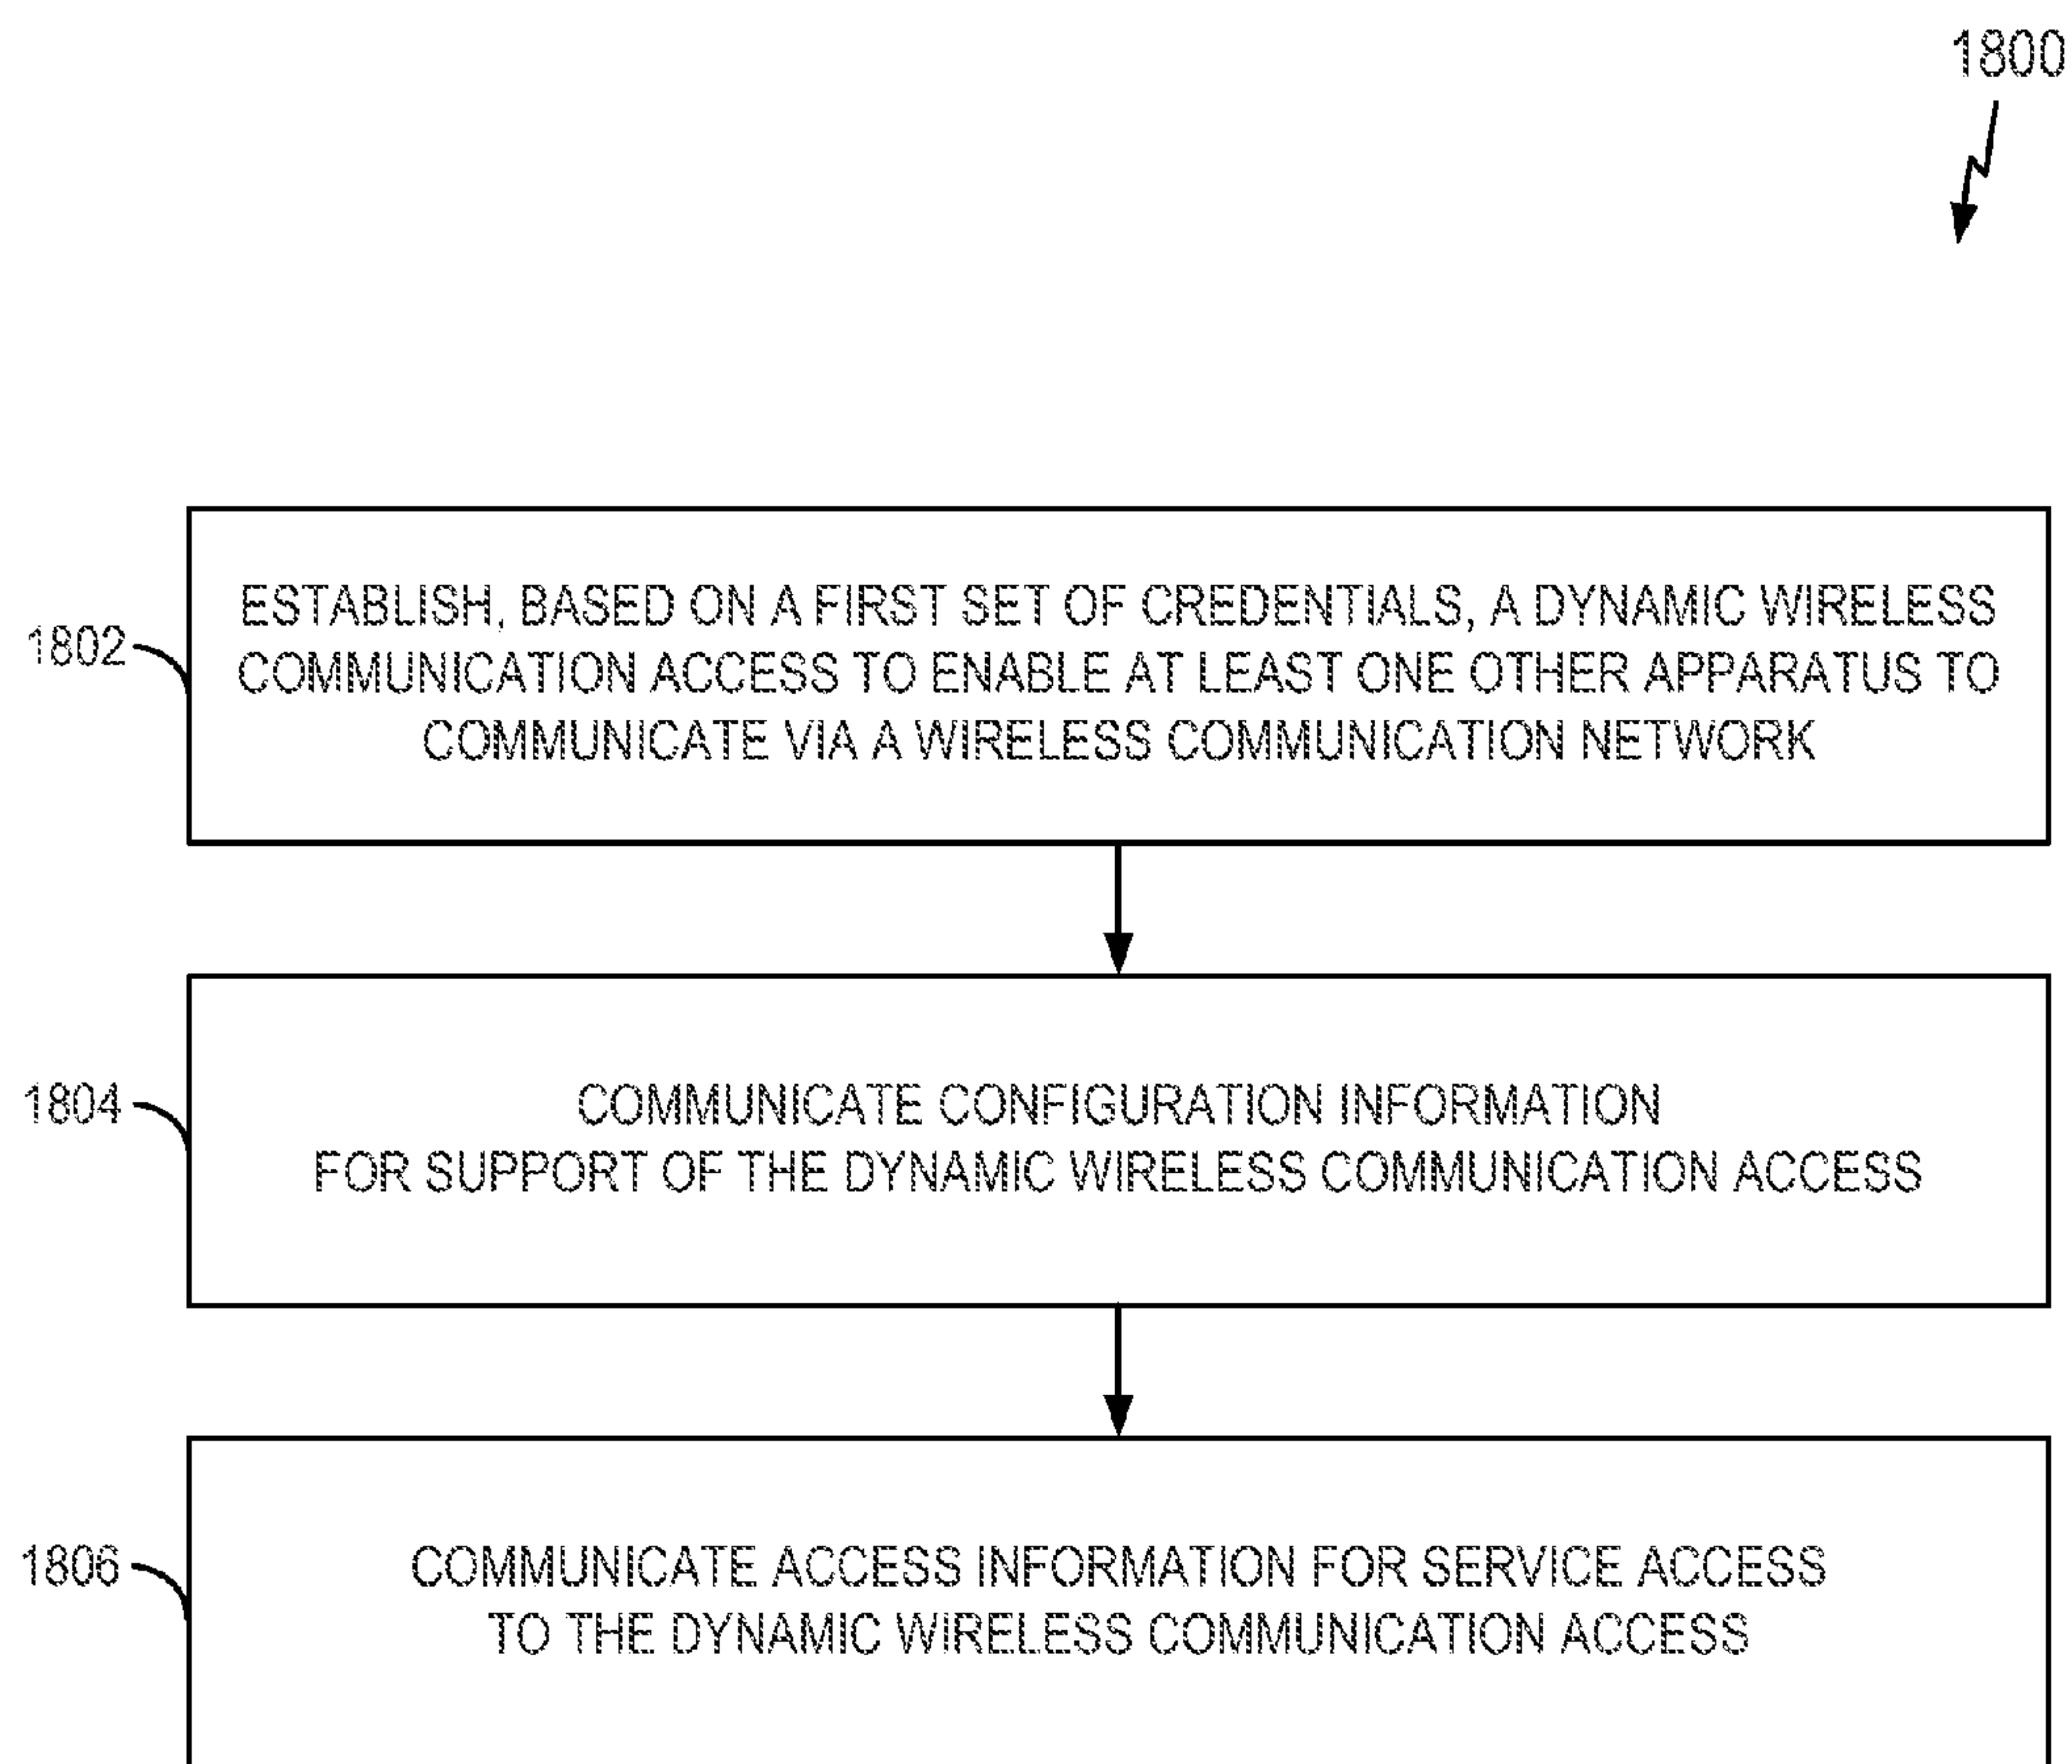 1800
1802
ESTABLISH, BASED ON A FIRST SET OF CREDENTIALS, A DYNAMIC WIRELESS
COMMUNICATION ACCESS TO ENABLE AT LEAST ONE OTHER APPARATUS TO
COMMUNICATE VIA A WIRELESS COMMUNICATION NETWORK
1804
COMMUNICATE CONFIGURATION INFORMATION
FOR SUPPORT OF THE DYNAMIC WIRELESS COMMUNICATION ACCESS
1806
COMMUNICATE ACCESS INFORMATION FOR SERVICE ACCESS
TO THE DYNAMIC WIRELESS COMMUNICATION ACCESS